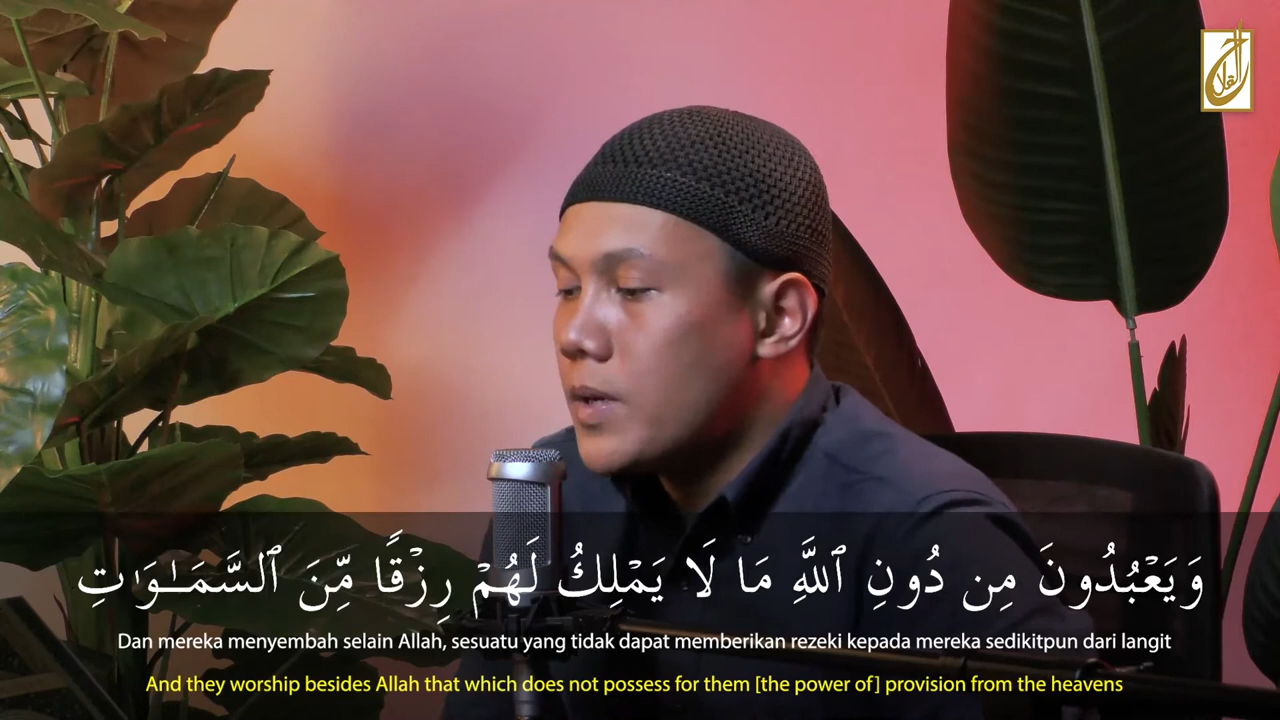 وَيَعْبُدُونَ مِن دُونِ ٱللَّهِ مَا لَا يَمْلِكُ لَهُمْ رِزْقًا مِّنَ ٱلسَّمَـٰوَٰتِ
Dan mereka menyembah selain Allah, sesuatu yang tidak dapat memberikan rezeki kepada mereka sedikitpun dari langit
And they worship besides Allah that which does not possess for them [the power of] provision from the heavens